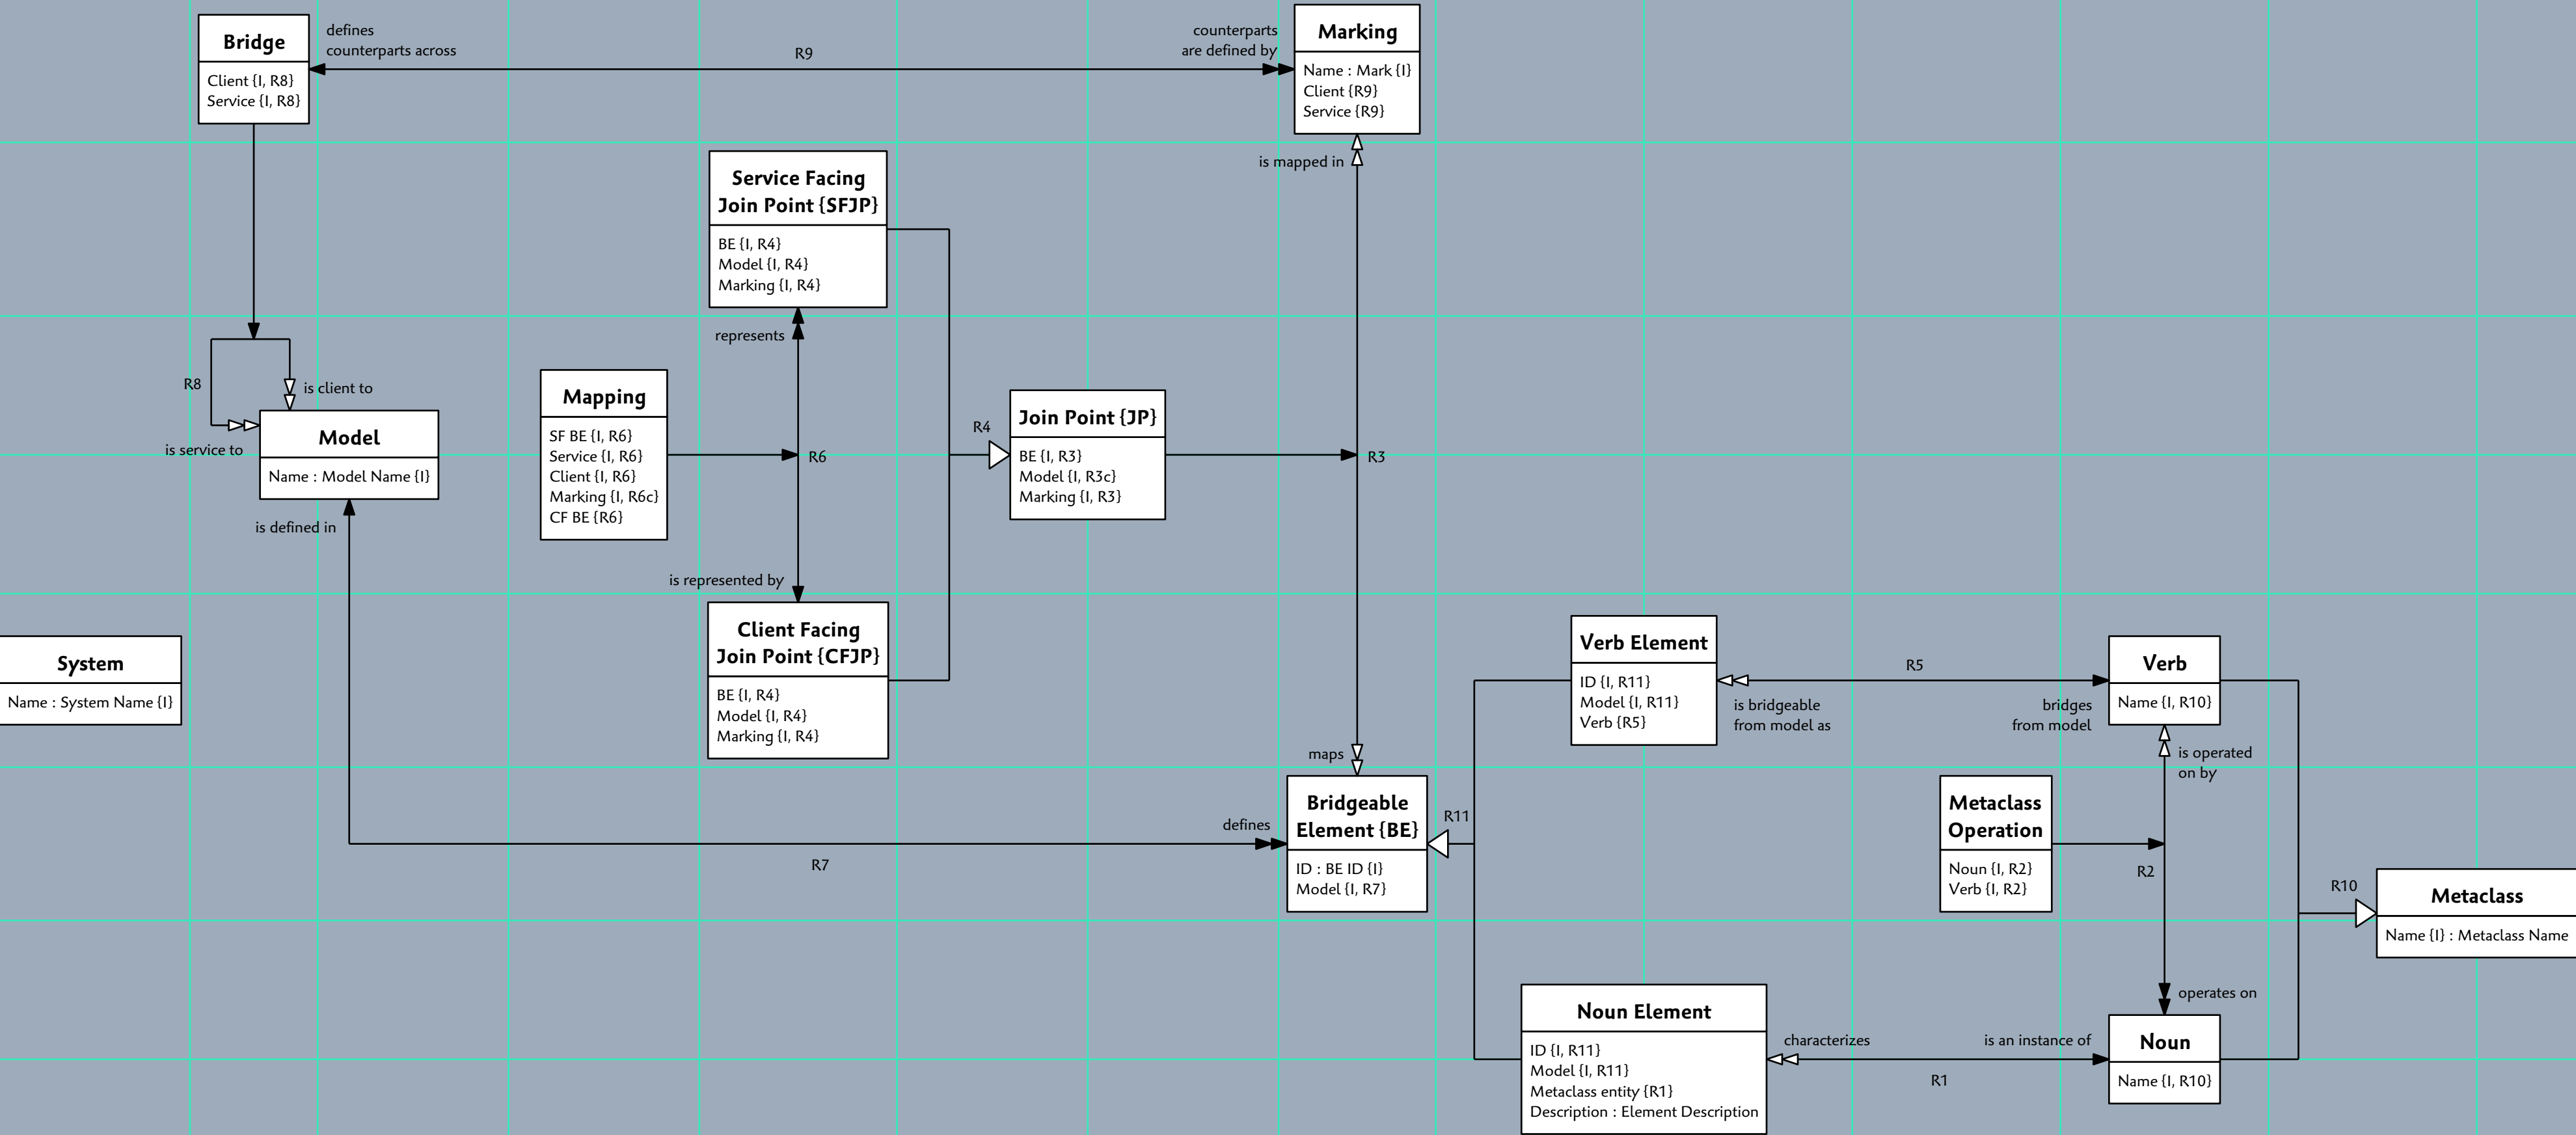 Bridge
Client {I, R8}
Service {I, R8}
defines
counterparts across
R9
counterparts
are defined by
Marking
Name : Mark {I}
Client {R9}
Service {R9}
is mapped in
Service Facing
Join Point {SFJP}
BE {I, R4}
Model {I, R4}
Marking {I, R4}
represents
R8
is client to
is service to
Model
Name : Model Name {I}
is defined in
Mapping
SF BE {I, R6}
Service {I, R6}
Client {I, R6}
Marking {I, R6c}
CF BE {R6}
R6
R4
Join Point {JP}
BE {I, R3}
Model {I, R3c}
Marking {I, R3}
R3
is represented by
Client Facing
Join Point {CFJP}
BE {I, R4}
Model {I, R4}
Marking {I, R4}
System
Name : System Name {I}
maps
Bridgeable
Element {BE}
ID : BE ID {I}
Model {I, R7}
defines
R7
R11
Verb Element
ID {I, R11}
Model {I, R11}
Verb {R5}
R5
is bridgeable
from model as
bridges
from model
Verb
Name {I, R10}
is operated
on by
Metaclass
Operation
Noun {I, R2}
Verb {I, R2}
R2
operates on
R10
Metaclass
Name {I} : Metaclass Name
Noun Element
ID {I, R11}
Model {I, R11}
Metaclass entity {R1}
Description : Element Description
characterizes
is an instance of
R1
Noun
Name {I, R10}